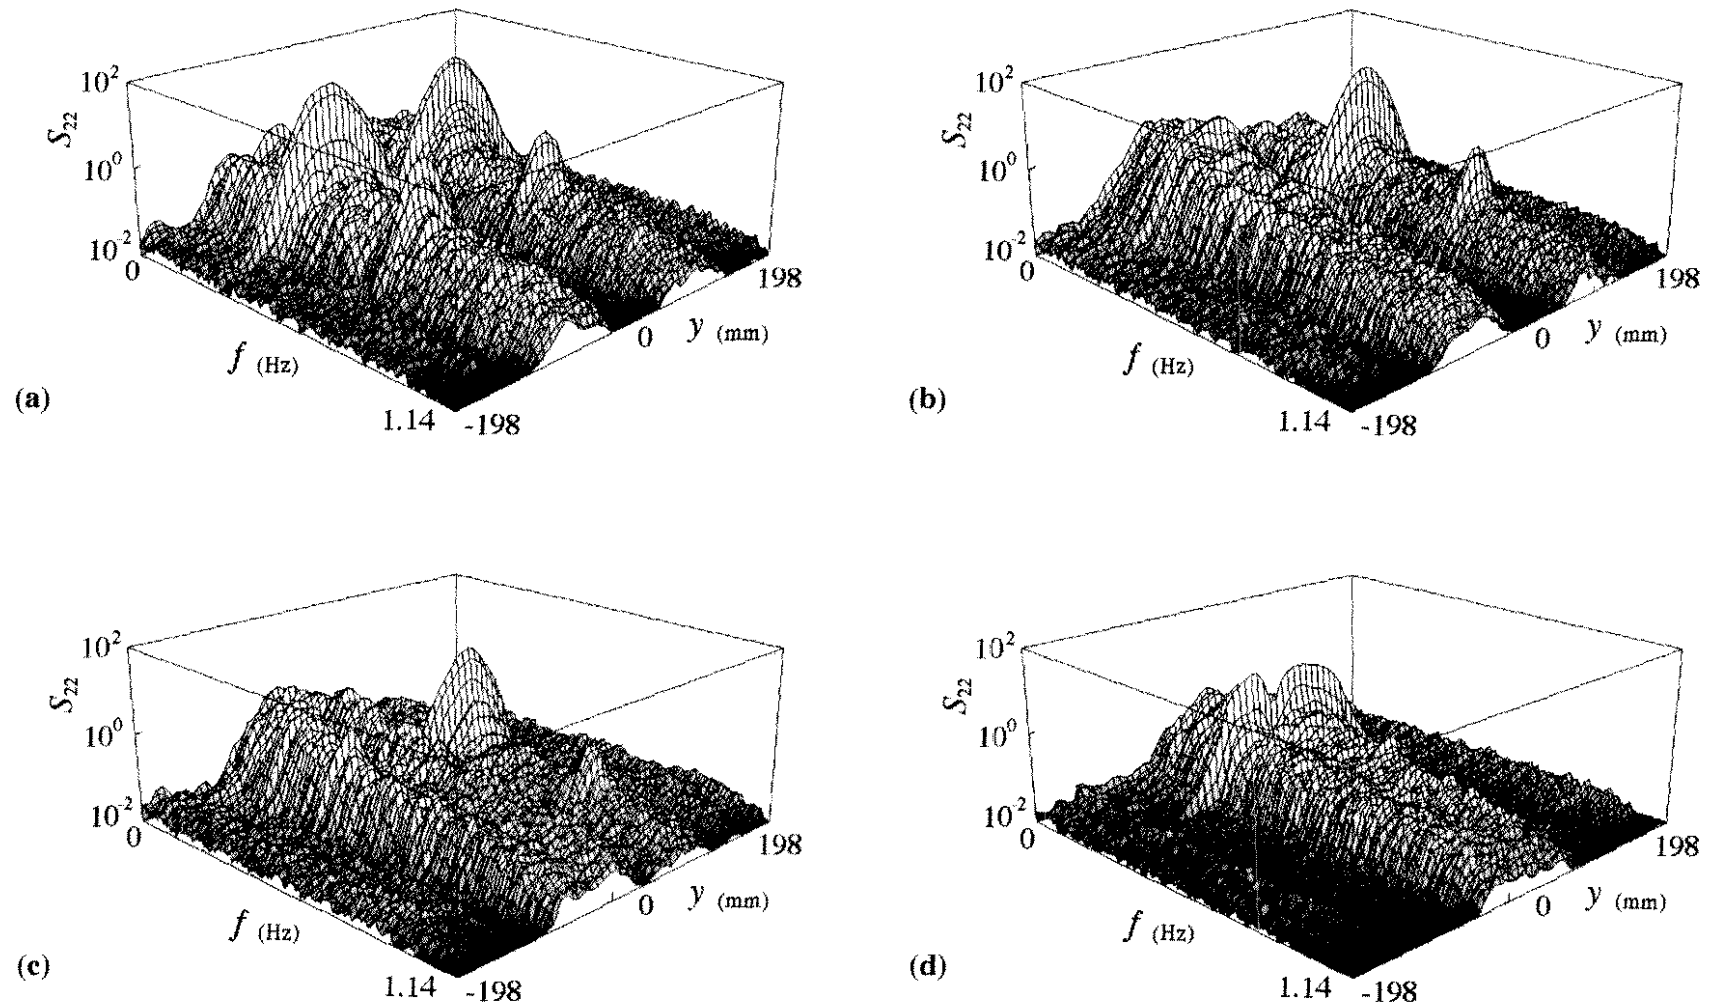 10² 10²
S₂₂ S₂₂
10⁰ 10⁰
10⁻² 10⁻²
0 198 0 198
0 y (mm) 0 y (mm)
f (Hz) f (Hz)
(a) (b)
1.14 -198 1.14 -198
10² 10²
S₂₂ S₂₂
10⁰ 10⁰
10⁻² 10⁻²
0 198 0 198
0 y (mm) 0 y (mm)
f (Hz) f (Hz)
(c) (d)
1.14 -198 1.14 -198